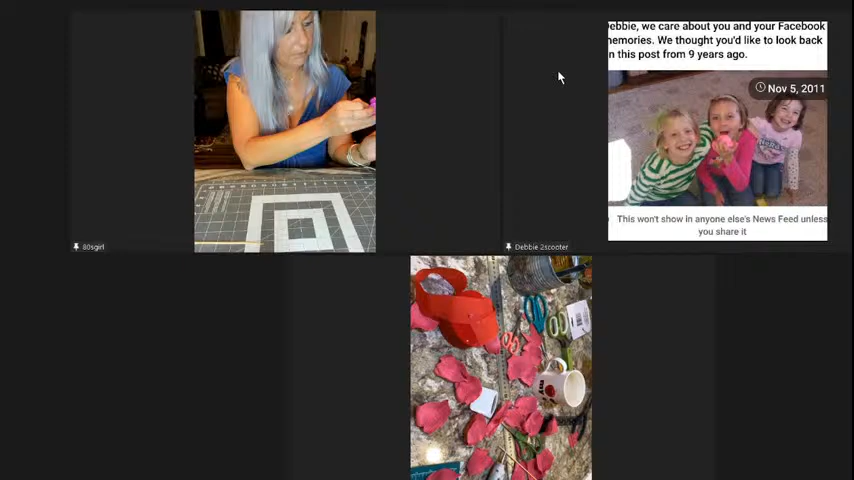 ebbie, we care about you and your Facebook
emories. We thought you'd like to look back
n this post from 9 years ago.
Nov 5, 2011
This won't show in anyone else's News Feed unless
you share it
80sgirl
Debbie 2scooter